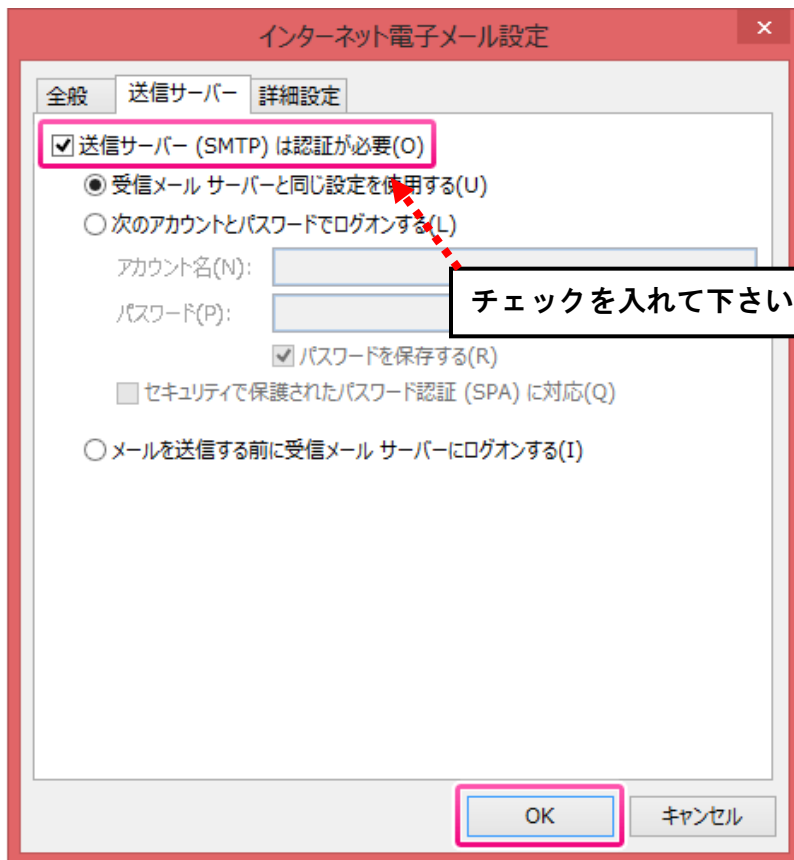 インターネット電子メール設定
全般 送信サーバー 詳細設定
送信サーバー (SMTP) は認証が必要(O)
受信メール サーバーと同じ設定を使用する(U)
次のアカウントとパスワードでログオンする(L)
アカウント名(N):
チェックを入れて下さい
パスワード(P):
パスワードを保存する(R)
セキュリティで保護されたパスワード認証 (SPA) に対応(Q)
メールを送信する前に受信メール サーバーにログオンする(I)
OK キャンセル